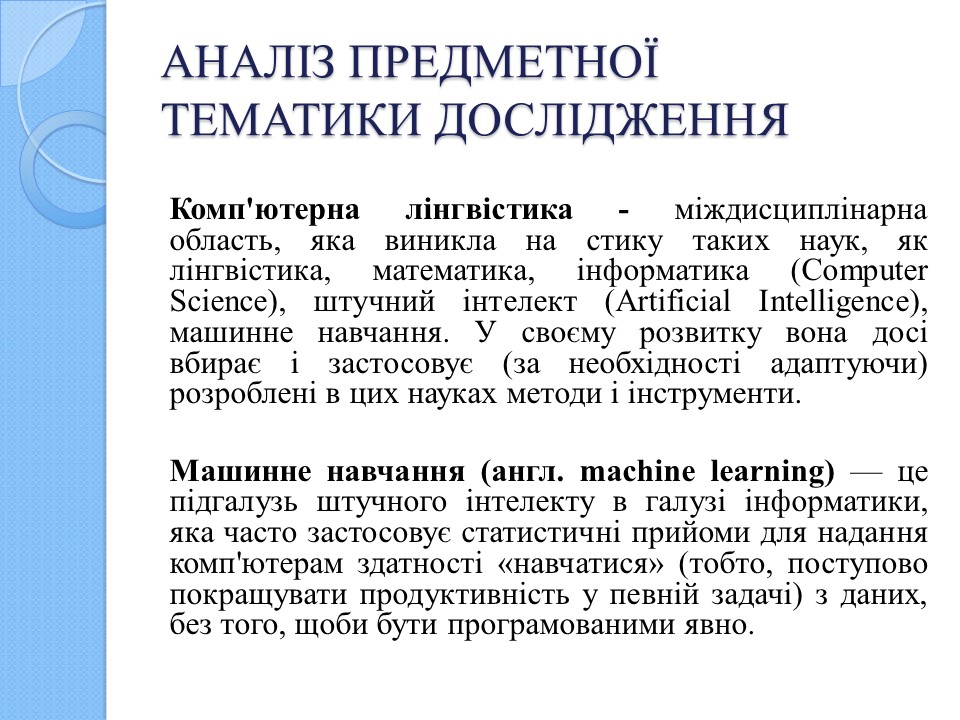 АНАЛІЗ ПРЕДМЕТНОЇ
ТЕМАТИКИ ДОСЛІДЖЕННЯ
Комп'ютерна лінгвістика - міждисциплінарна
область, яка виникла на стику таких наук, як
лінгвістика, математика, інформатика (Computer
Science), штучний інтелект (Artificial Intelligence),
машинне навчання. У своєму розвитку вона досі
вбирає і застосовує (за необхідності адаптуючи)
розроблені в цих науках методи і інструменти.
Машинне навчання (англ. machine learning) — це
підгалузь штучного інтелекту в галузі інформатики,
яка часто застосовує статистичні прийоми для надання
комп'ютерам здатності «навчатися» (тобто, поступово
покращувати продуктивність у певній задачі) з даних,
без того, щоби бути програмованими явно.